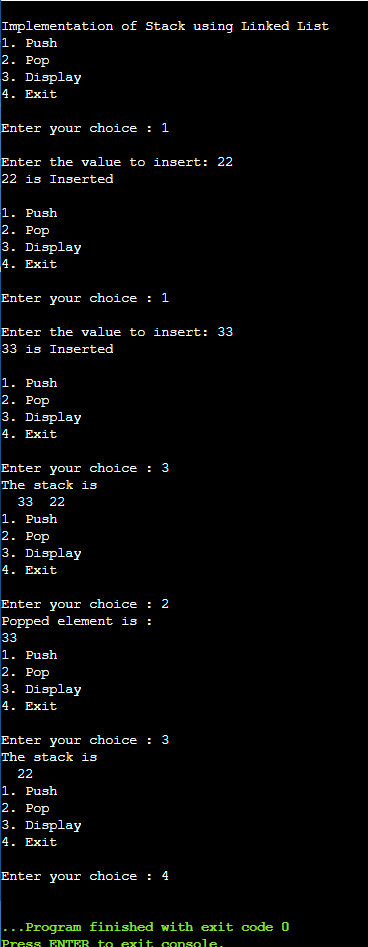 Implementation of Stack using Linked List
1. Push
2. Pop
3. Display
4. Exit
Enter your choice : 1
Enter the value to insert: 22
22 is Inserted
1. Push
2. Pop
3. Display
4. Exit
Enter your choice : 1
Enter the value to insert: 33
33 is Inserted
1. Push
2. Pop
3. Display
4. Exit
Enter your choice : 3
The stack is
33  22
1. Push
2. Pop
3. Display
4. Exit
Enter your choice : 2
Popped element is :
33
1. Push
2. Pop
3. Display
4. Exit
Enter your choice : 3
The stack is
22
1. Push
2. Pop
3. Display
4. Exit
Enter your choice : 4
...Program finished with exit code 0
Press ENTER to exit console.